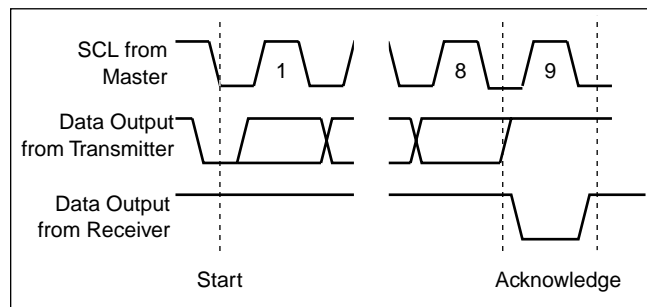 SCL from
Master
1
8
9
Data Output
from Transmitter
Data Output
from Receiver
Start
Acknowledge